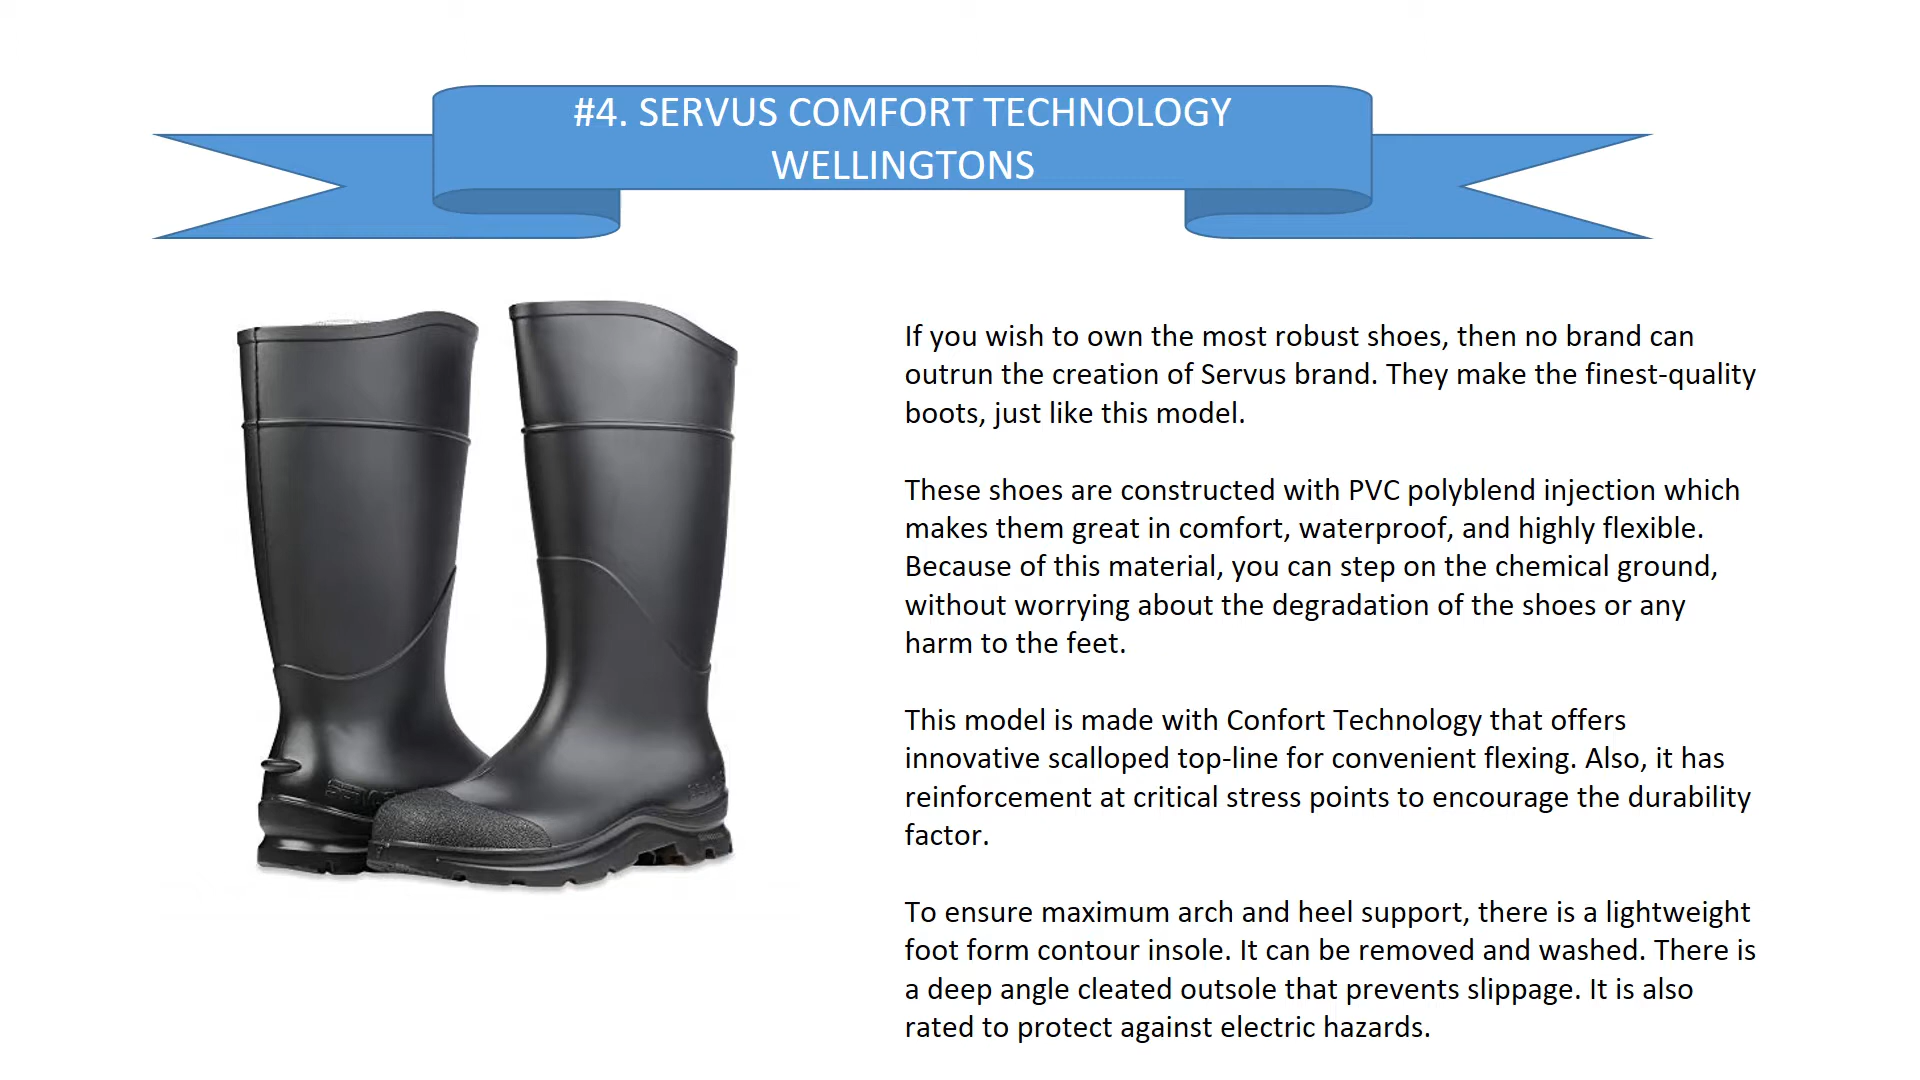 #4. SERVUS COMFORT TECHNOLOGY
WELLINGTONS
If you wish to own the most robust shoes, then no brand can
outrun the creation of Servus brand. They make the finest-quality
boots, just like this model.
These shoes are constructed with PVC polyblend injection which
makes them great in comfort, waterproof, and highly flexible.
Because of this material, you can step on the chemical ground,
without worrying about the degradation of the shoes or any
harm to the feet.
This model is made with Confort Technology that offers
innovative scalloped top-line for convenient flexing. Also, it has
reinforcement at critical stress points to encourage the durability
factor.
To ensure maximum arch and heel support, there is a lightweight
foot form contour insole. It can be removed and washed. There is
a deep angle cleated outsole that prevents slippage. It is also
rated to protect against electric hazards.